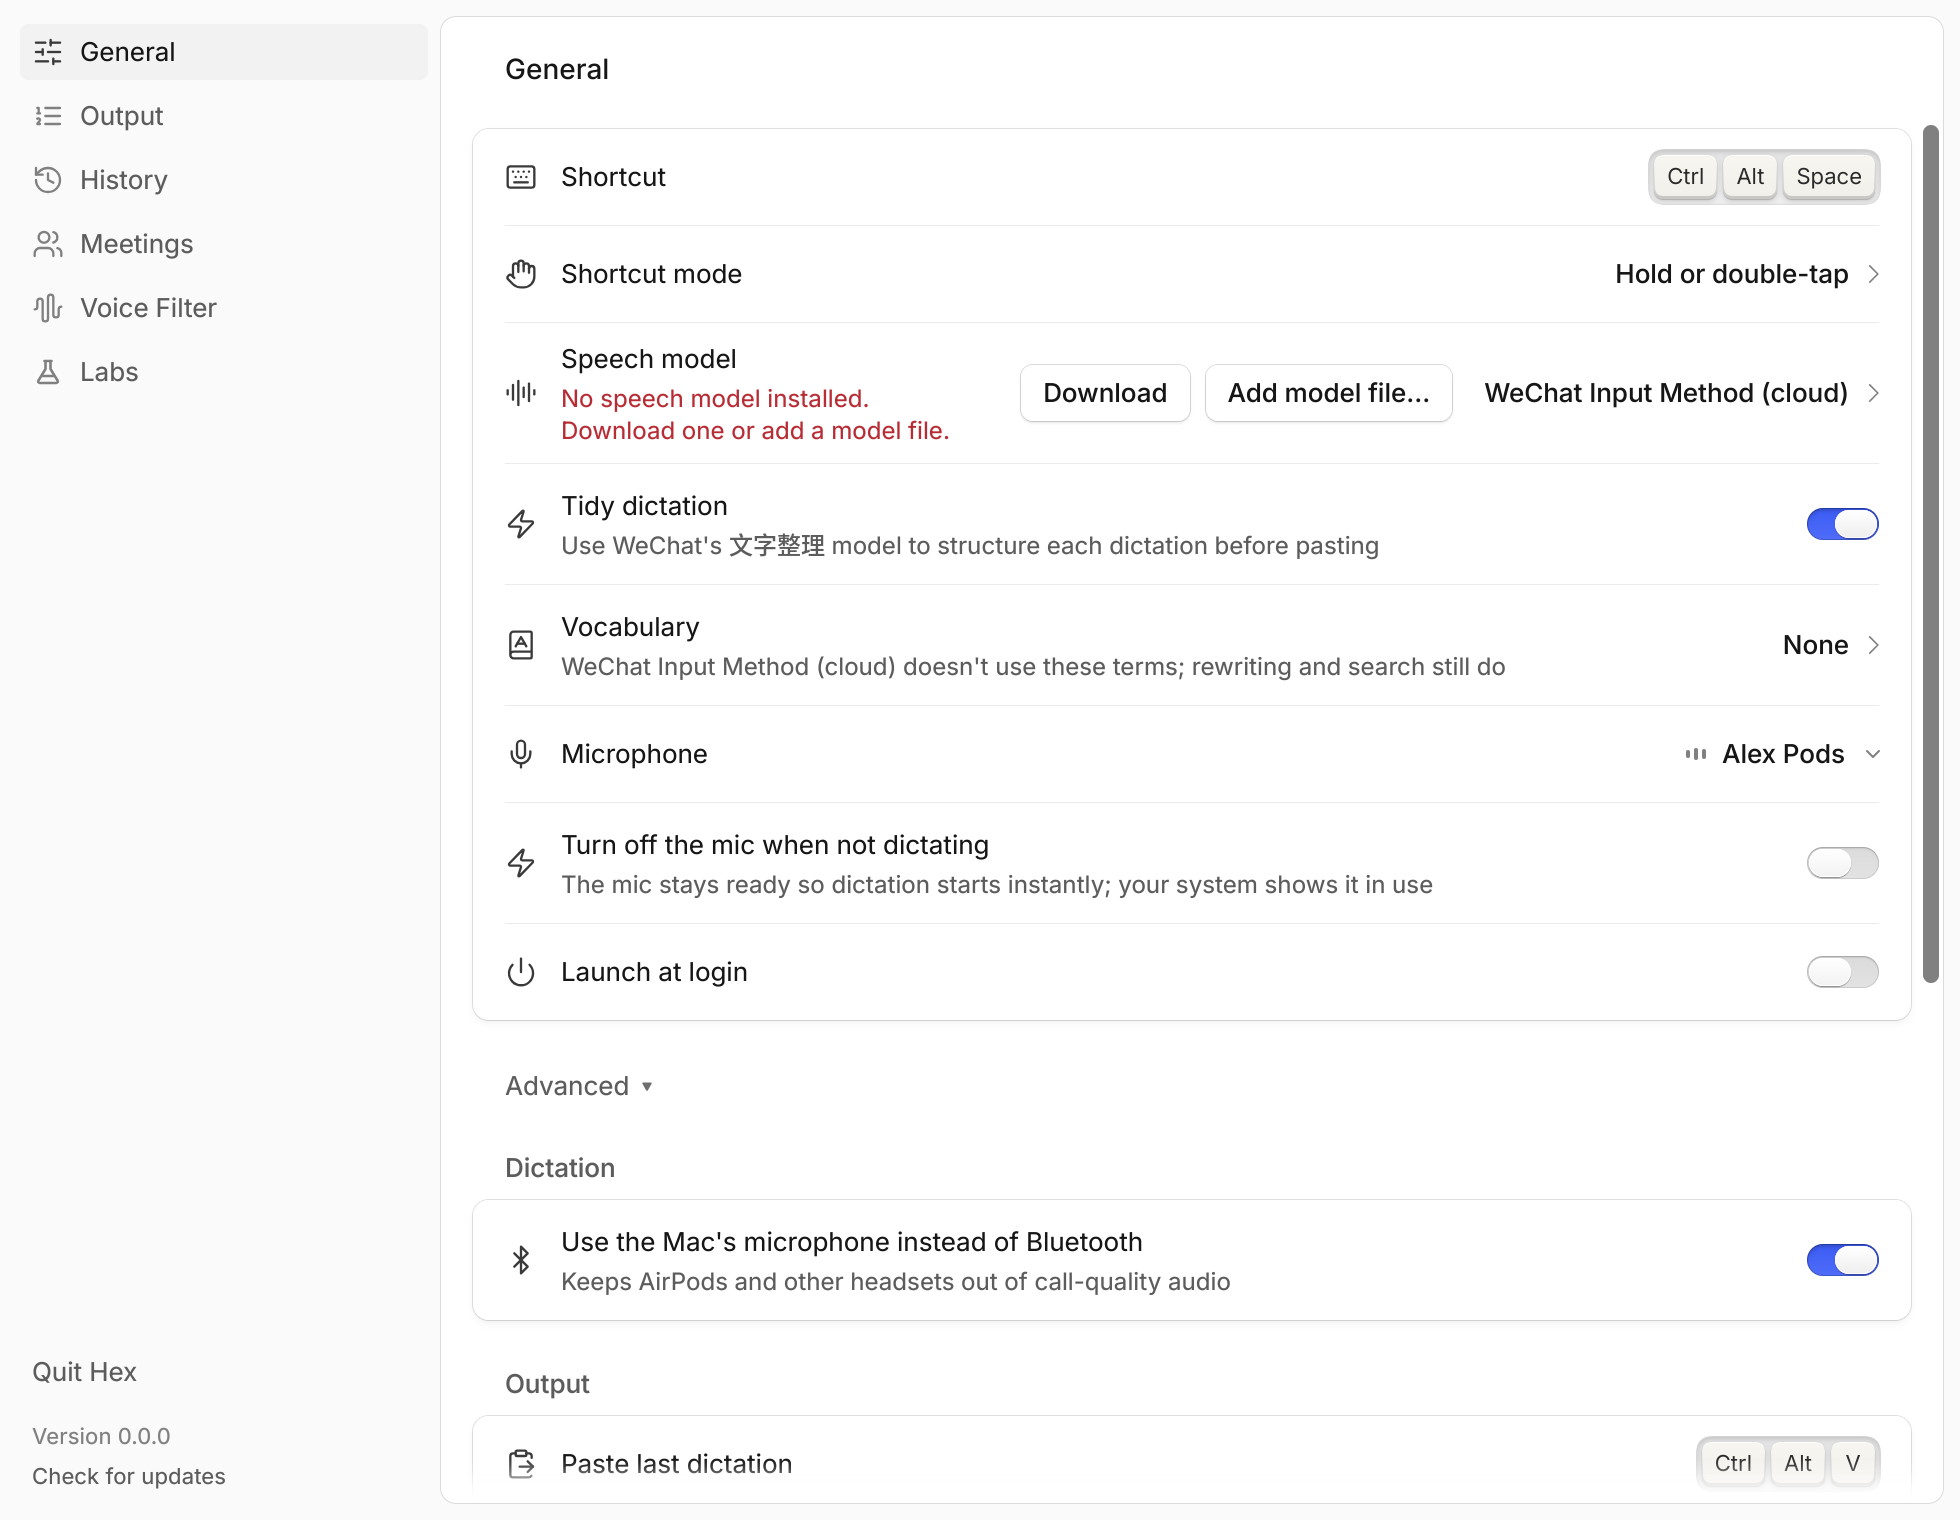 General
Output
History
Meetings
Voice Filter
Labs
Quit Hex
Version 0.0.0
Check for updates
General
Shortcut
Ctrl Alt Space
Shortcut mode
Hold or double-tap
Speech model
No speech model installed.
Download one or add a model file.
Download
Add model file...
WeChat Input Method (cloud)
Tidy dictation
Use WeChat's 文字整理 model to structure each dictation before pasting
Vocabulary
WeChat Input Method (cloud) doesn't use these terms; rewriting and search still do
None
Microphone
Alex Pods
Turn off the mic when not dictating
The mic stays ready so dictation starts instantly; your system shows it in use
Launch at login
Advanced
Dictation
Use the Mac's microphone instead of Bluetooth
Keeps AirPods and other headsets out of call-quality audio
Output
Paste last dictation
Ctrl Alt V